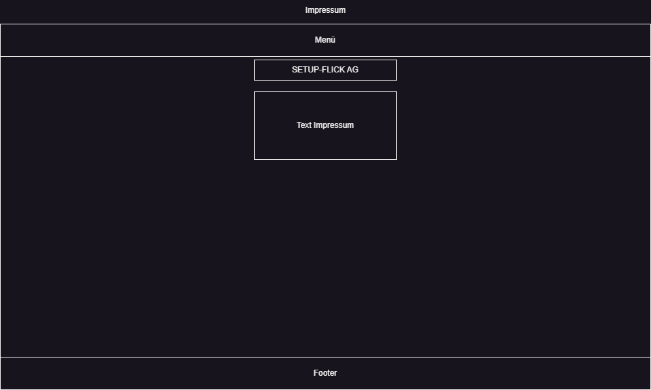 Impressum
Menü
SETUP-FLICK AG
Text Impressum
Footer